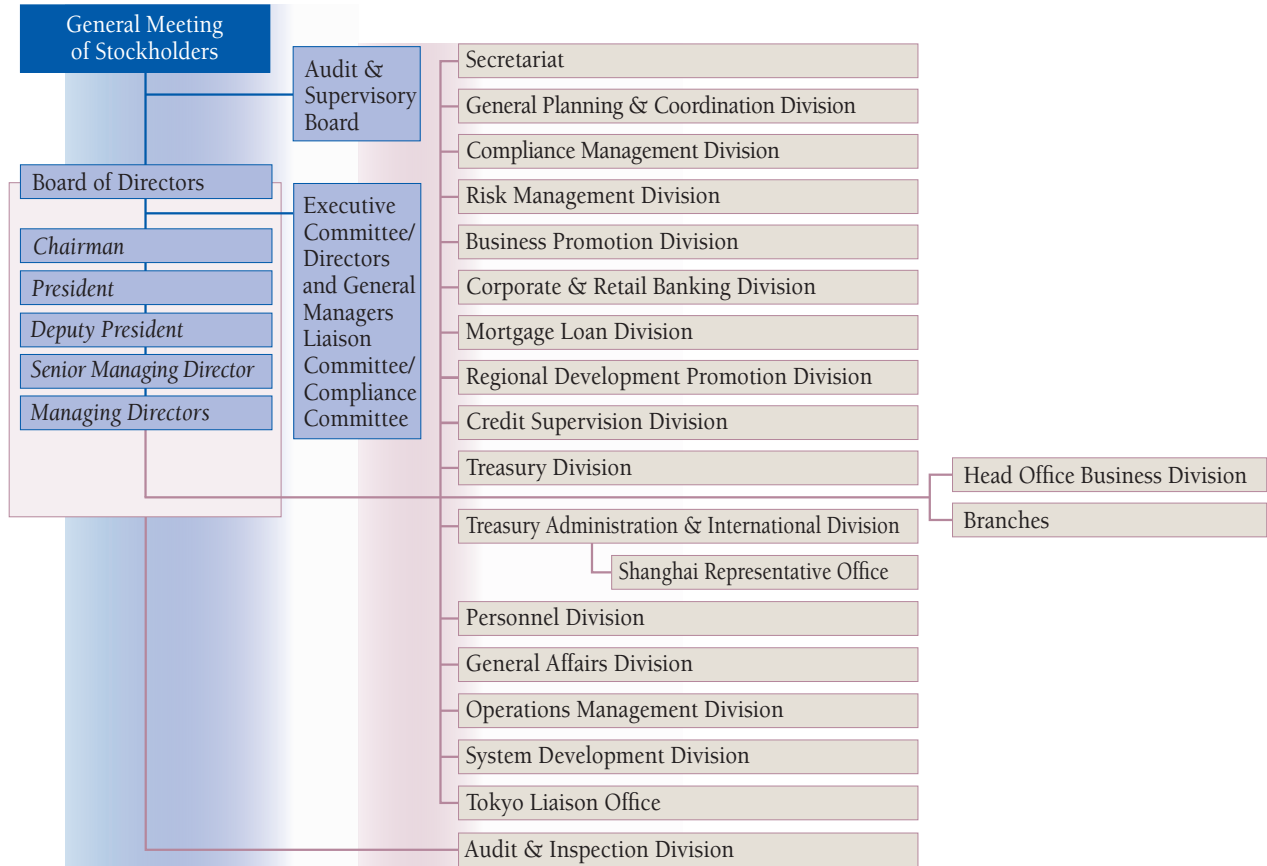 General Meeting
of Stockholders
Audit &
Supervisory
Board
Board of Directors
Executive
Committee/
Directors
and General
Managers
Liaison
Committee/
Compliance
Committee
Chairman
President
Deputy President
Senior Managing Director
Managing Directors
Secretariat
General Planning & Coordination Division
Compliance Management Division
Risk Management Division
Business Promotion Division
Corporate & Retail Banking Division
Mortgage Loan Division
Regional Development Promotion Division
Credit Supervision Division
Treasury Division
Head Office Business Division
Branches
Treasury Administration & International Division
Shanghai Representative Office
Personnel Division
General Affairs Division
Operations Management Division
System Development Division
Tokyo Liaison Office
Audit & Inspection Division